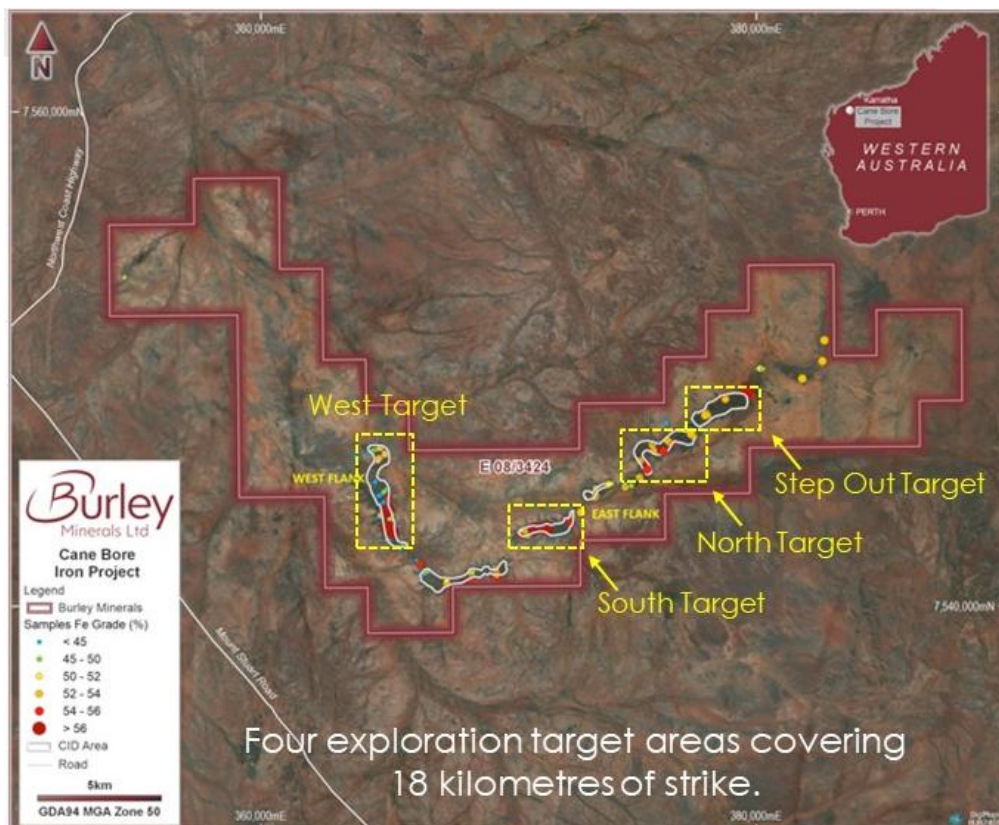 360,000mE
380,000mE
N
7,560,000mN
Northwest Coast Highway
Karratha
Cane Bore
Project
WESTERN
AUSTRALIA
PERTH
West Target
WEST FLANK
E 08/3424
EAST FLANK
Step Out Target
North Target
South Target
7,540,000mN
Mount Stuart Road
Burley
Minerals Ltd
Cane Bore
Iron Project
Legend
Burley Minerals
Samples Fe Grade (%)
< 45
45 - 50
50 - 52
52 - 54
54 - 56
> 56
CID Area
Road
5km
GDA94 MGA Zone 50
Four exploration target areas covering
18 kilometres of strike.
360,000mE
380,000mE